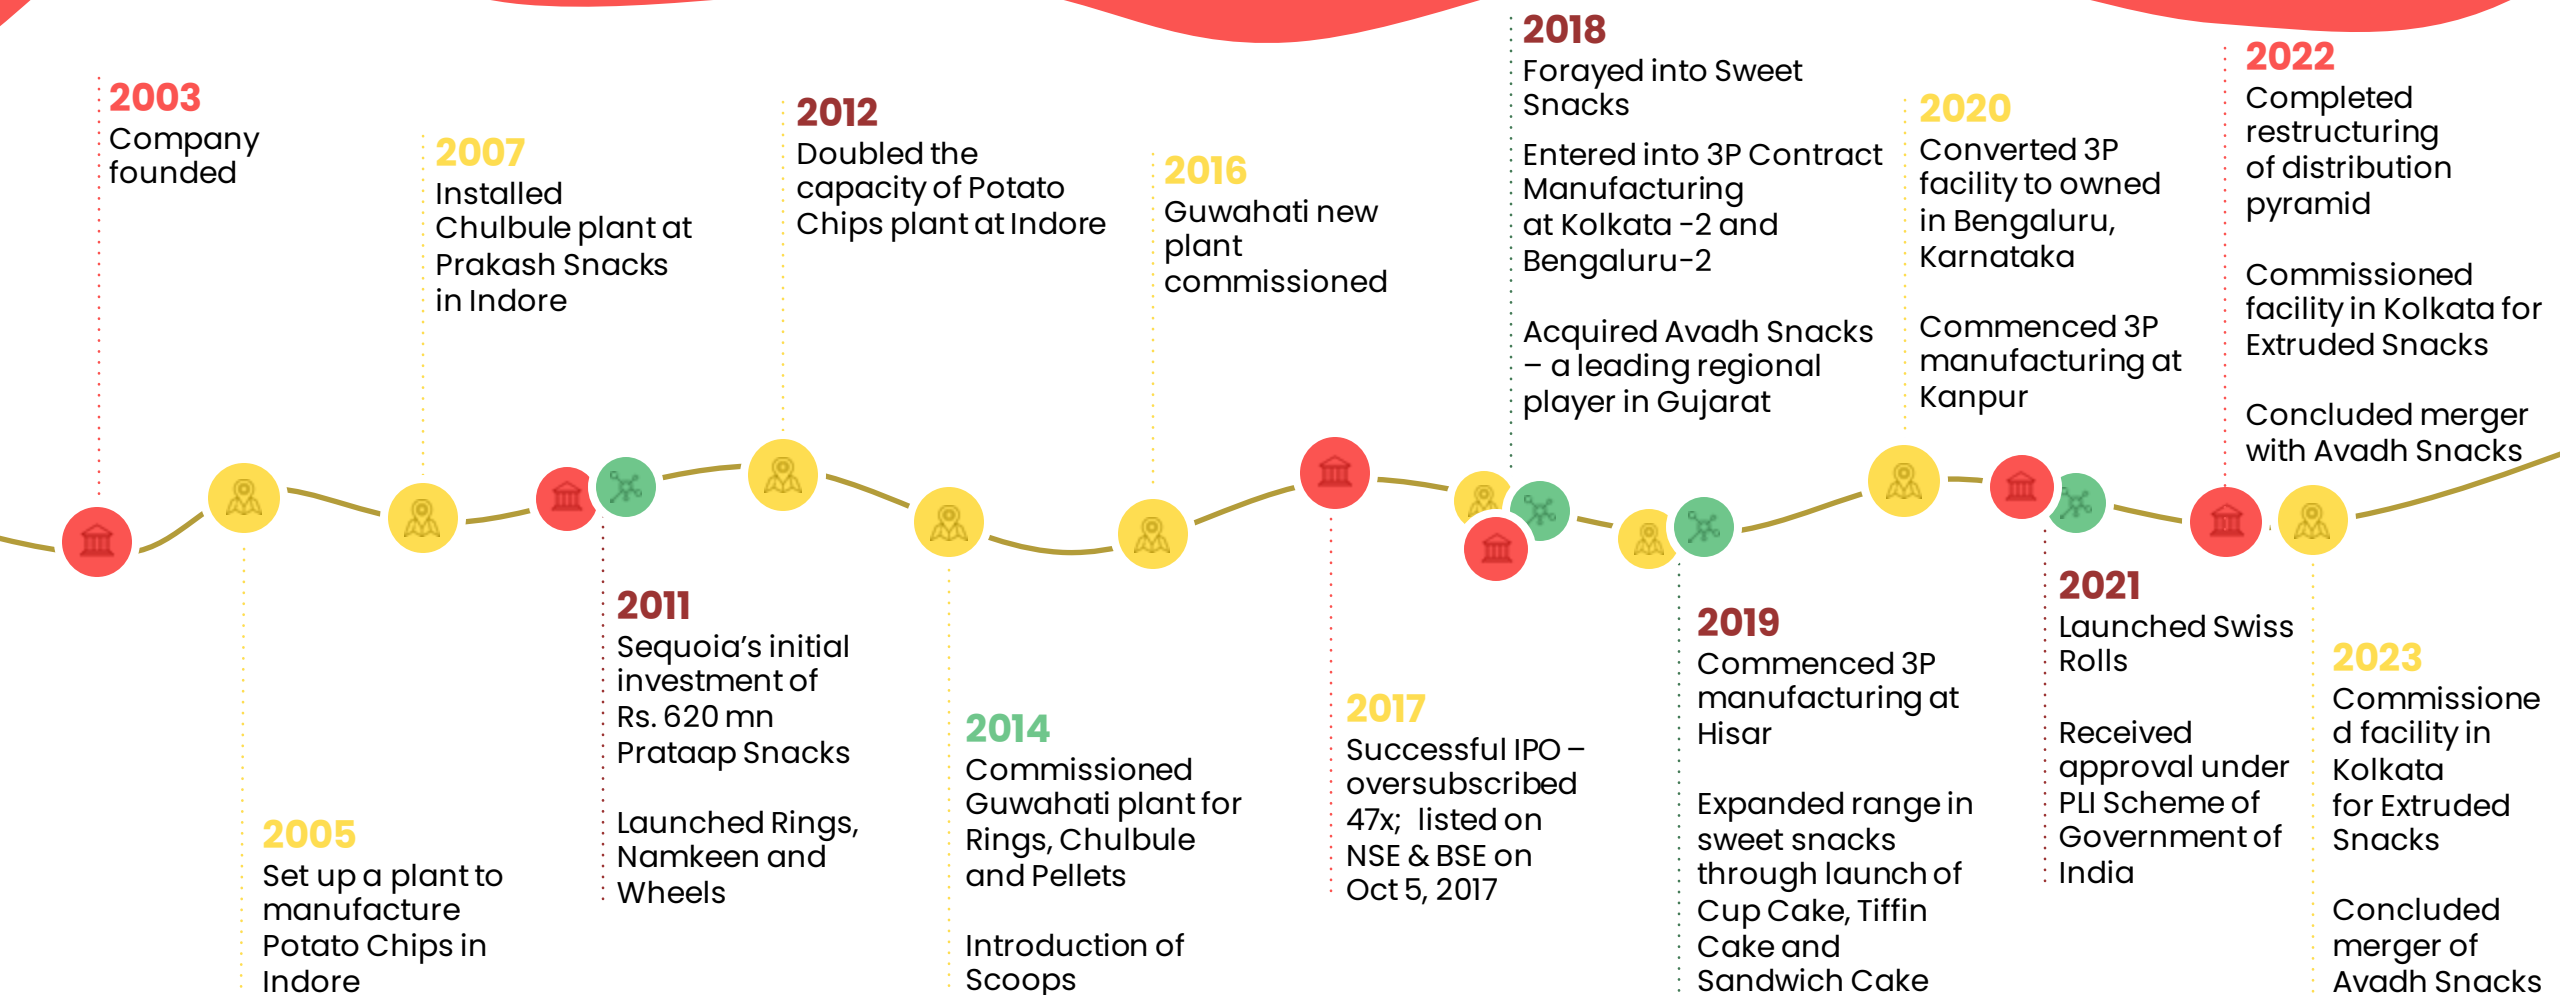 2003
Company
founded
2005
Set up a plant to
manufacture
Potato Chips in
Indore
2007
Installed
Chulbule plant at
Prakash Snacks
in Indore
2011
Sequoia’s initial
investment of
Rs. 620 mn
Prataap Snacks
Launched Rings,
Namkeen and
Wheels
2012
Doubled the
capacity of Potato
Chips plant at Indore
2014
Commissioned
Guwahati plant for
Rings, Chulbule
and Pellets
Introduction of
Scoops
2016
Guwahati new
plant
commissioned
2017
Successful IPO –
oversubscribed
47x;  listed on
NSE & BSE on
Oct 5, 2017
2018
Forayed into Sweet
Snacks
Entered into 3P Contract
Manufacturing
at Kolkata -2 and
Bengaluru-2
Acquired Avadh Snacks
– a leading regional
player in Gujarat
2019
Commenced 3P
manufacturing at
Hisar
Expanded range in
sweet snacks
through launch of
Cup Cake, Tiffin
Cake and
Sandwich Cake
2020
Converted 3P
facility to owned
in Bengaluru,
Karnataka
Commenced 3P
manufacturing at
Kanpur
2021
Launched Swiss
Rolls
Received
approval under
PLI Scheme of
Government of
India
2022
Completed
restructuring
of distribution
pyramid
Commissioned
facility in Kolkata for
Extruded Snacks
Concluded merger
with Avadh Snacks
2023
Commissione
d facility in
Kolkata
for Extruded
Snacks
Concluded
merger of
Avadh Snacks